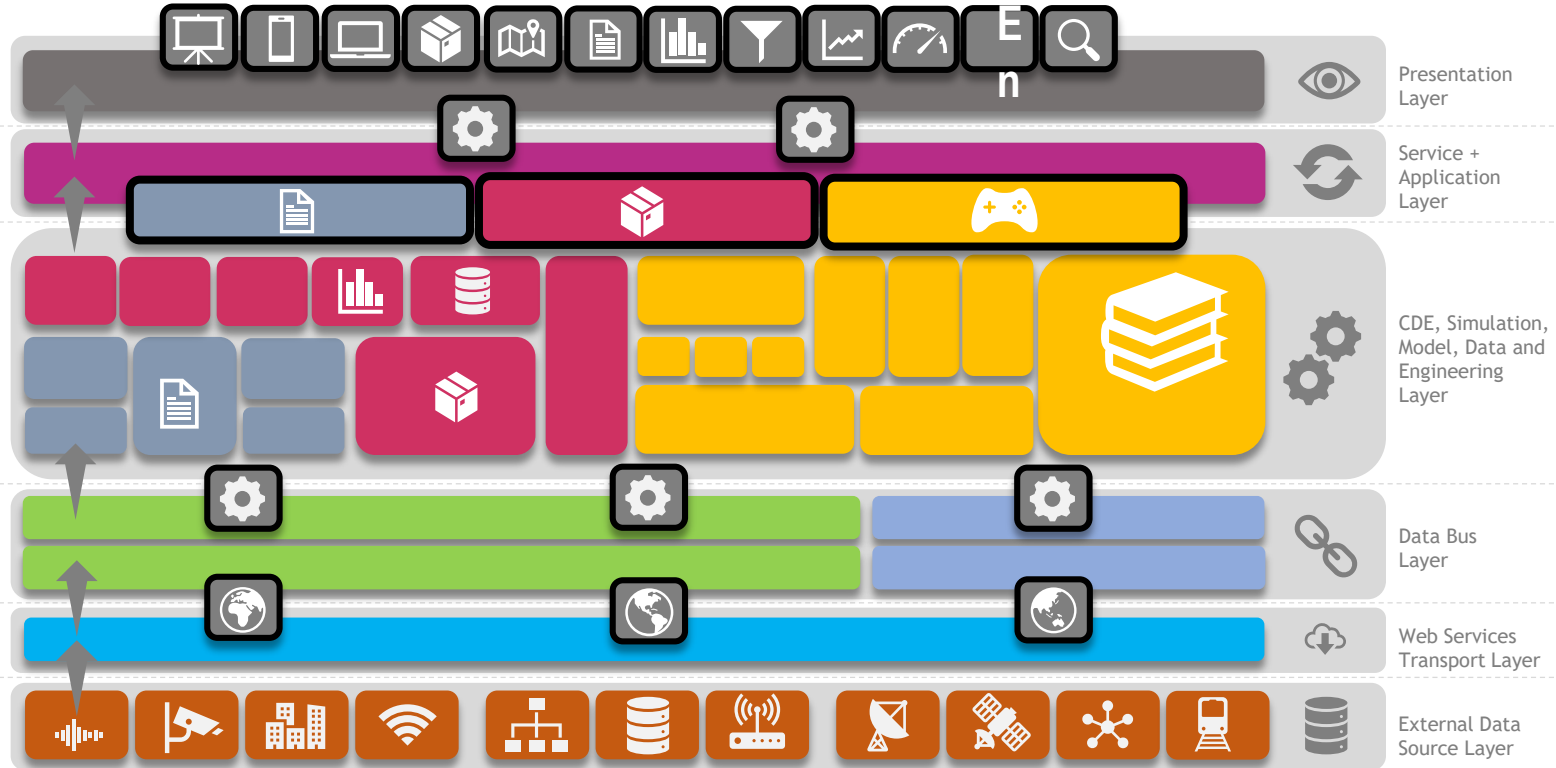 E
n
Presentation
Layer
Service +
Application
Layer
CDE, Simulation,
Model, Data and
Engineering
Layer
Data Bus
Layer
Web Services
Transport Layer
External Data
Source Layer